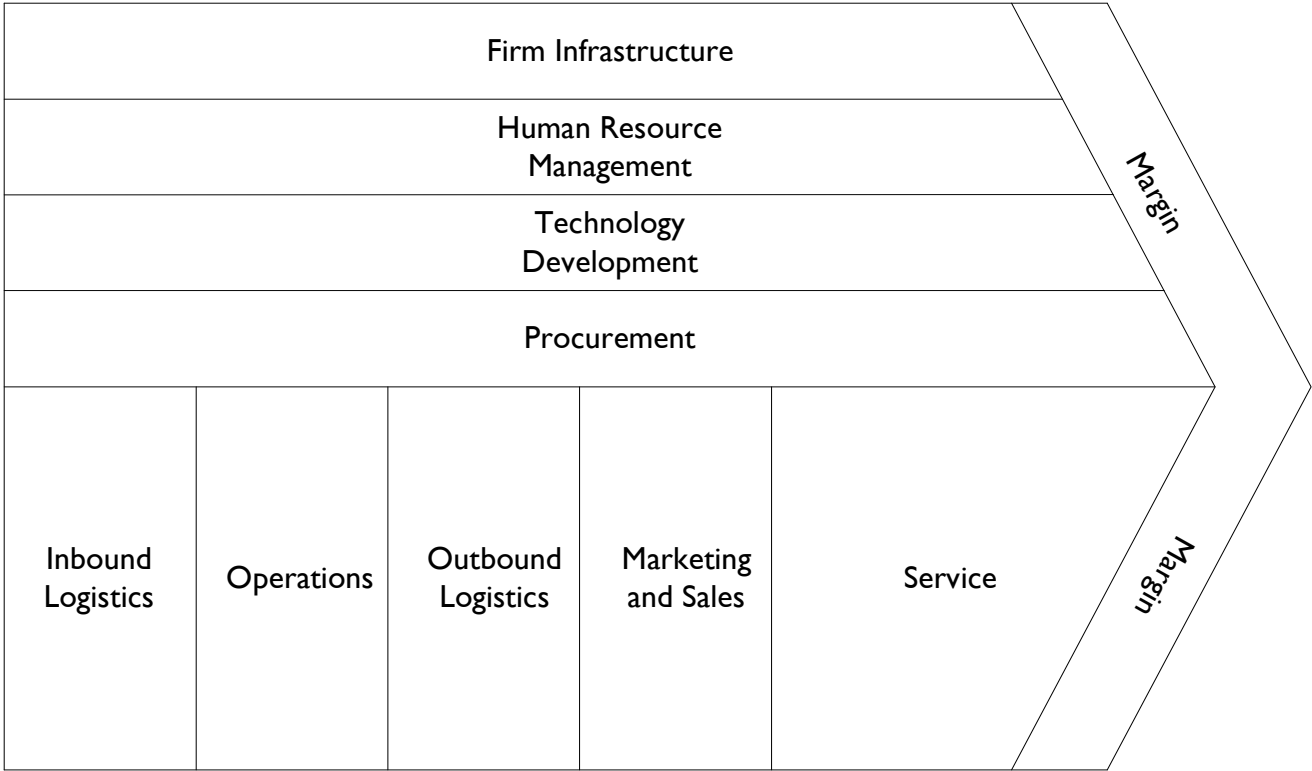 Firm Infrastructure
Human Resource
Management
Technology
Development
Procurement
Margin
Inbound
Logistics
Operations
Outbound
Logistics
Marketing
and Sales
Service
Margin